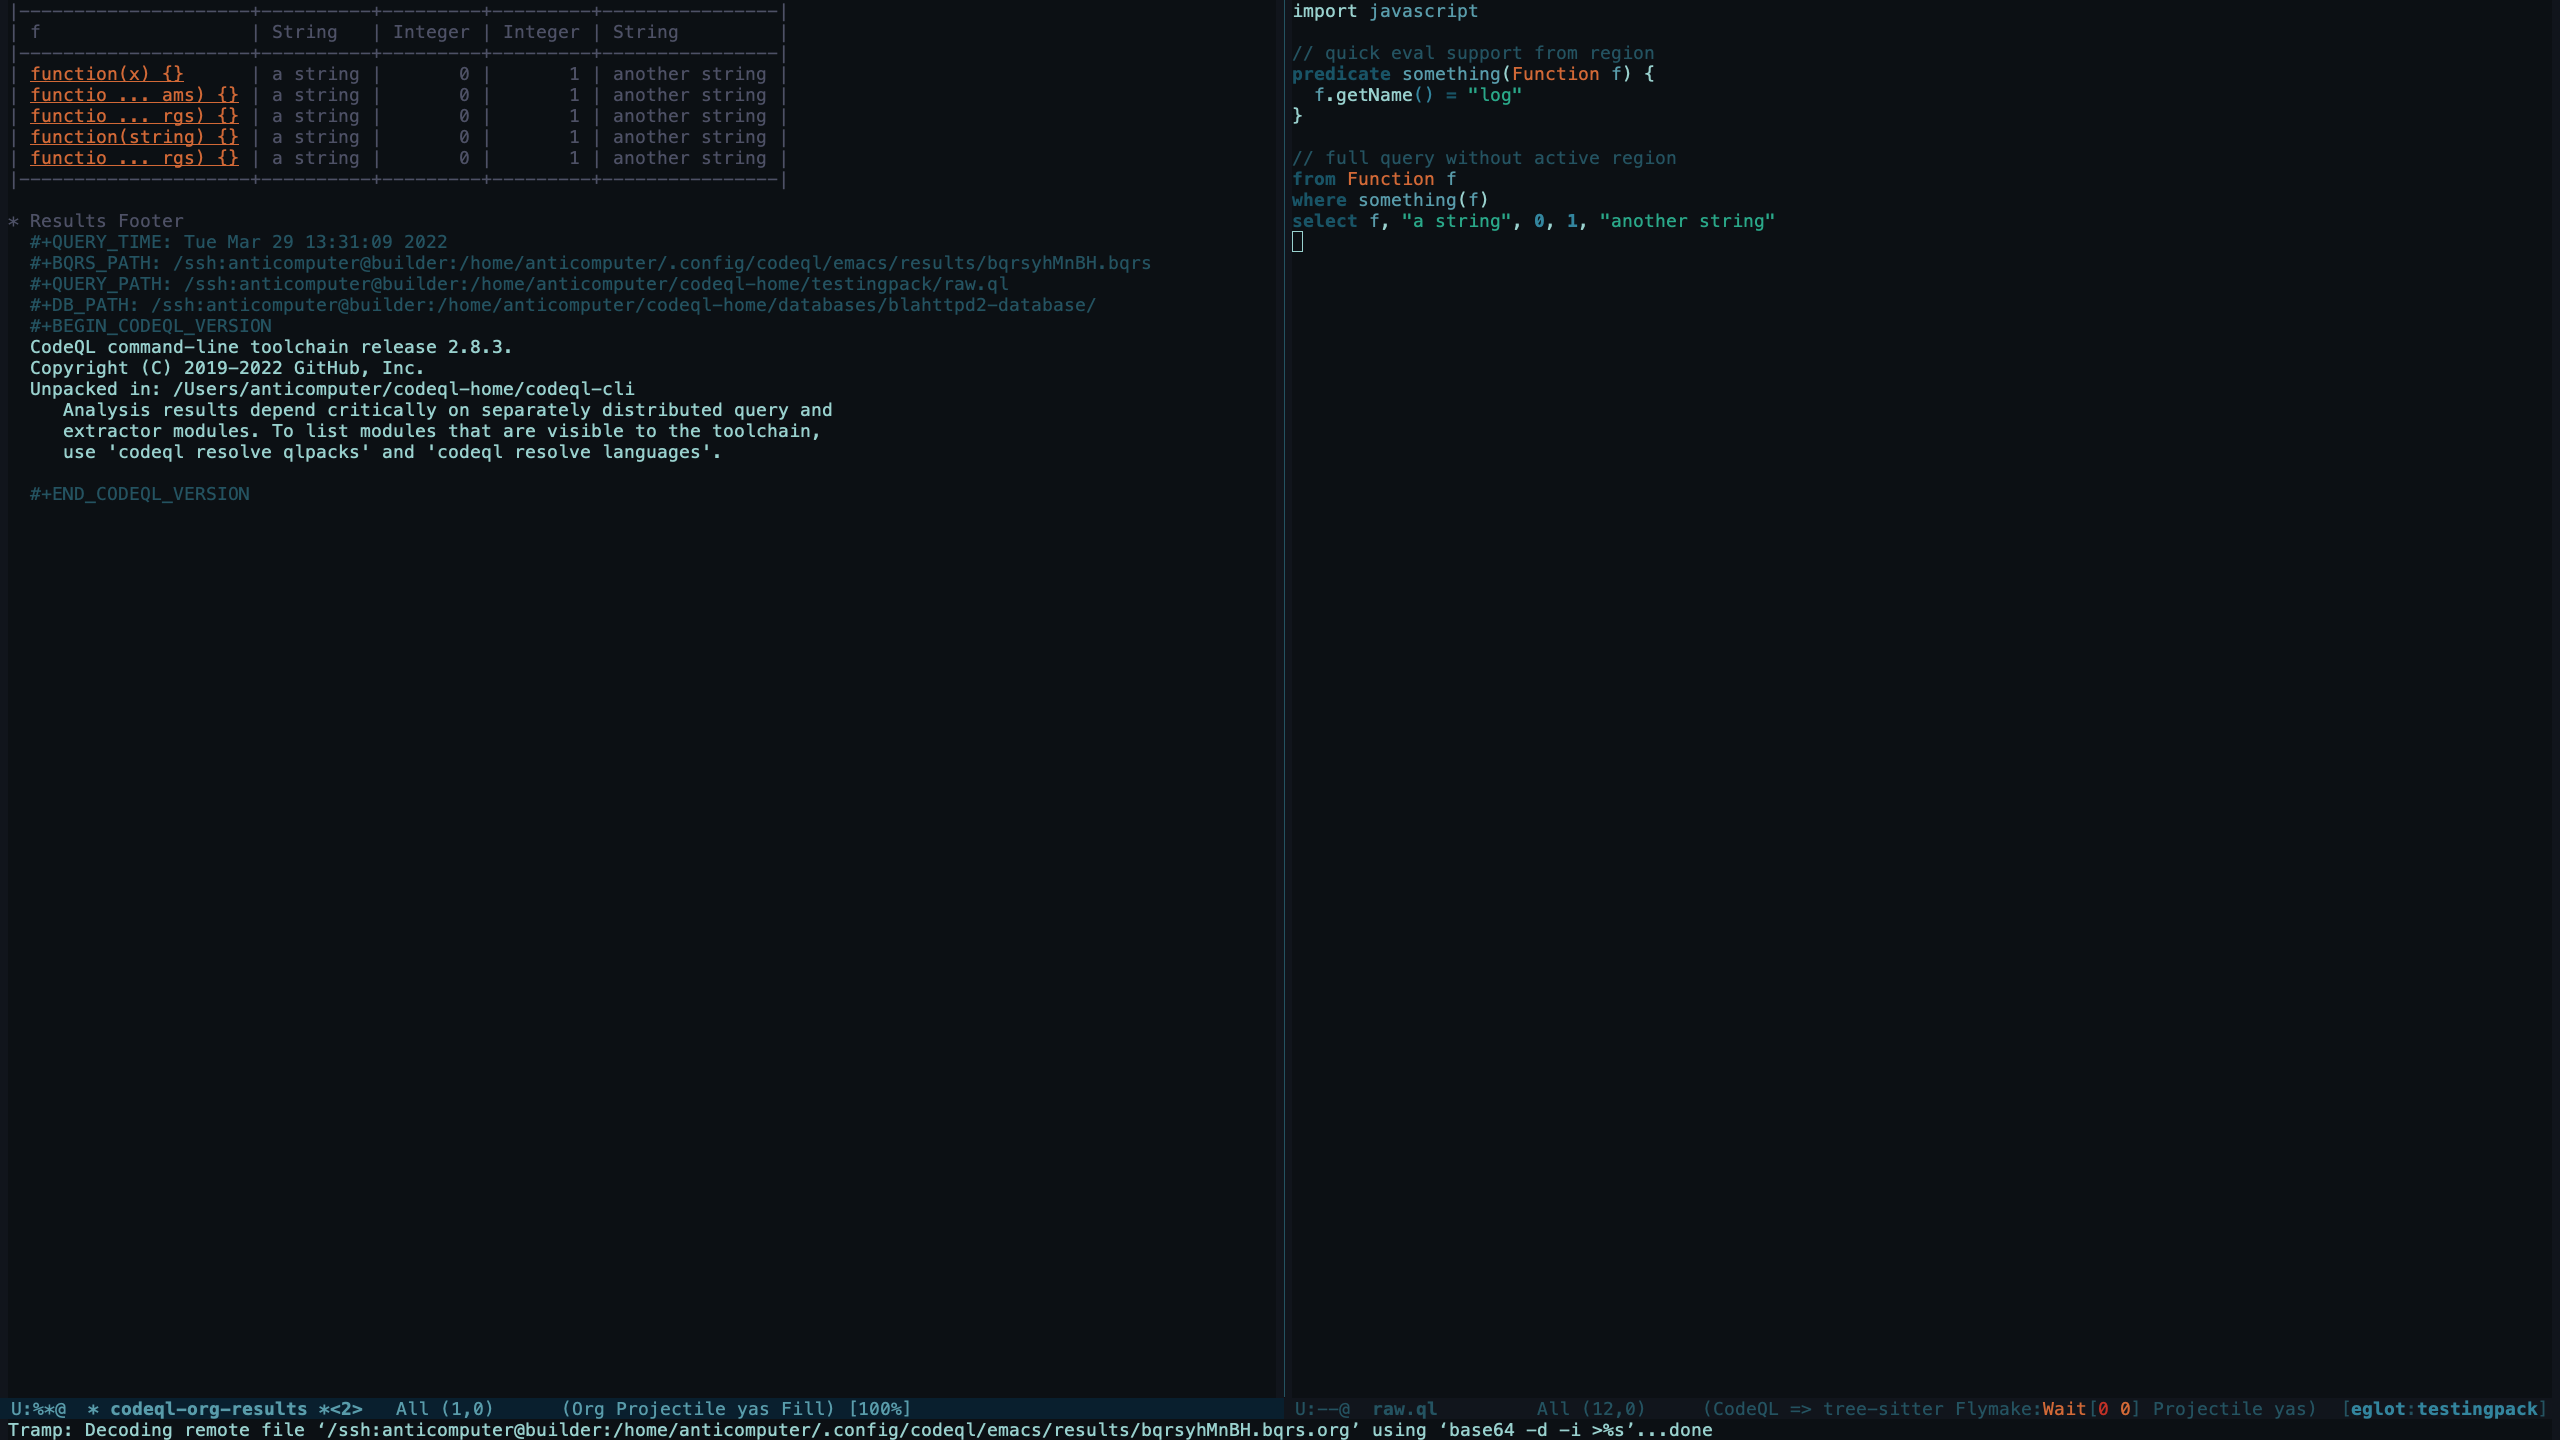 |---------------------+----------+---------+---------+----------------|
| f                   | String   | Integer | Integer | String         |
|---------------------+----------+---------+---------+----------------|
| function(x) {}      | a string |       0 |       1 | another string |
| functio ... ams) {} | a string |       0 |       1 | another string |
| functio ... rgs) {} | a string |       0 |       1 | another string |
| function(string) {} | a string |       0 |       1 | another string |
| functio ... rgs) {} | a string |       0 |       1 | another string |
|---------------------+----------+---------+---------+----------------|
* Results Footer
  #+QUERY_TIME: Tue Mar 29 13:31:09 2022
  #+BQRS_PATH: /ssh:anticomputer@builder:/home/anticomputer/.config/codeql/emacs/results/bqrsyhMnBH.bqrs
  #+QUERY_PATH: /ssh:anticomputer@builder:/home/anticomputer/codeql-home/testingpack/raw.ql
  #+DB_PATH: /ssh:anticomputer@builder:/home/anticomputer/codeql-home/databases/blahttpd2-database/
  #+BEGIN_CODEQL_VERSION
  CodeQL command-line toolchain release 2.8.3.
  Copyright (C) 2019-2022 GitHub, Inc.
  Unpacked in: /Users/anticomputer/codeql-home/codeql-cli
     Analysis results depend critically on separately distributed query and
     extractor modules. To list modules that are visible to the toolchain,
     use 'codeql resolve qlpacks' and 'codeql resolve languages'.
  #+END_CODEQL_VERSION
U:%*@  * codeql-org-results *<2>   All (1,0)      (Org Projectile yas Fill) [100%]
import javascript
// quick eval support from region
predicate something(Function f) {
  f.getName() = "log"
}
// full query without active region
from Function f
where something(f)
select f, "a string", 0, 1, "another string"
U:--@  raw.ql         All (12,0)     (CodeQL => tree-sitter Flymake:Wait[0 0] Projectile yas)  [eglot:testingpack]
Tramp: Decoding remote file ‘/ssh:anticomputer@builder:/home/anticomputer/.config/codeql/emacs/results/bqrsyhMnBH.bqrs.org’ using ‘base64 -d -i >%s’...done